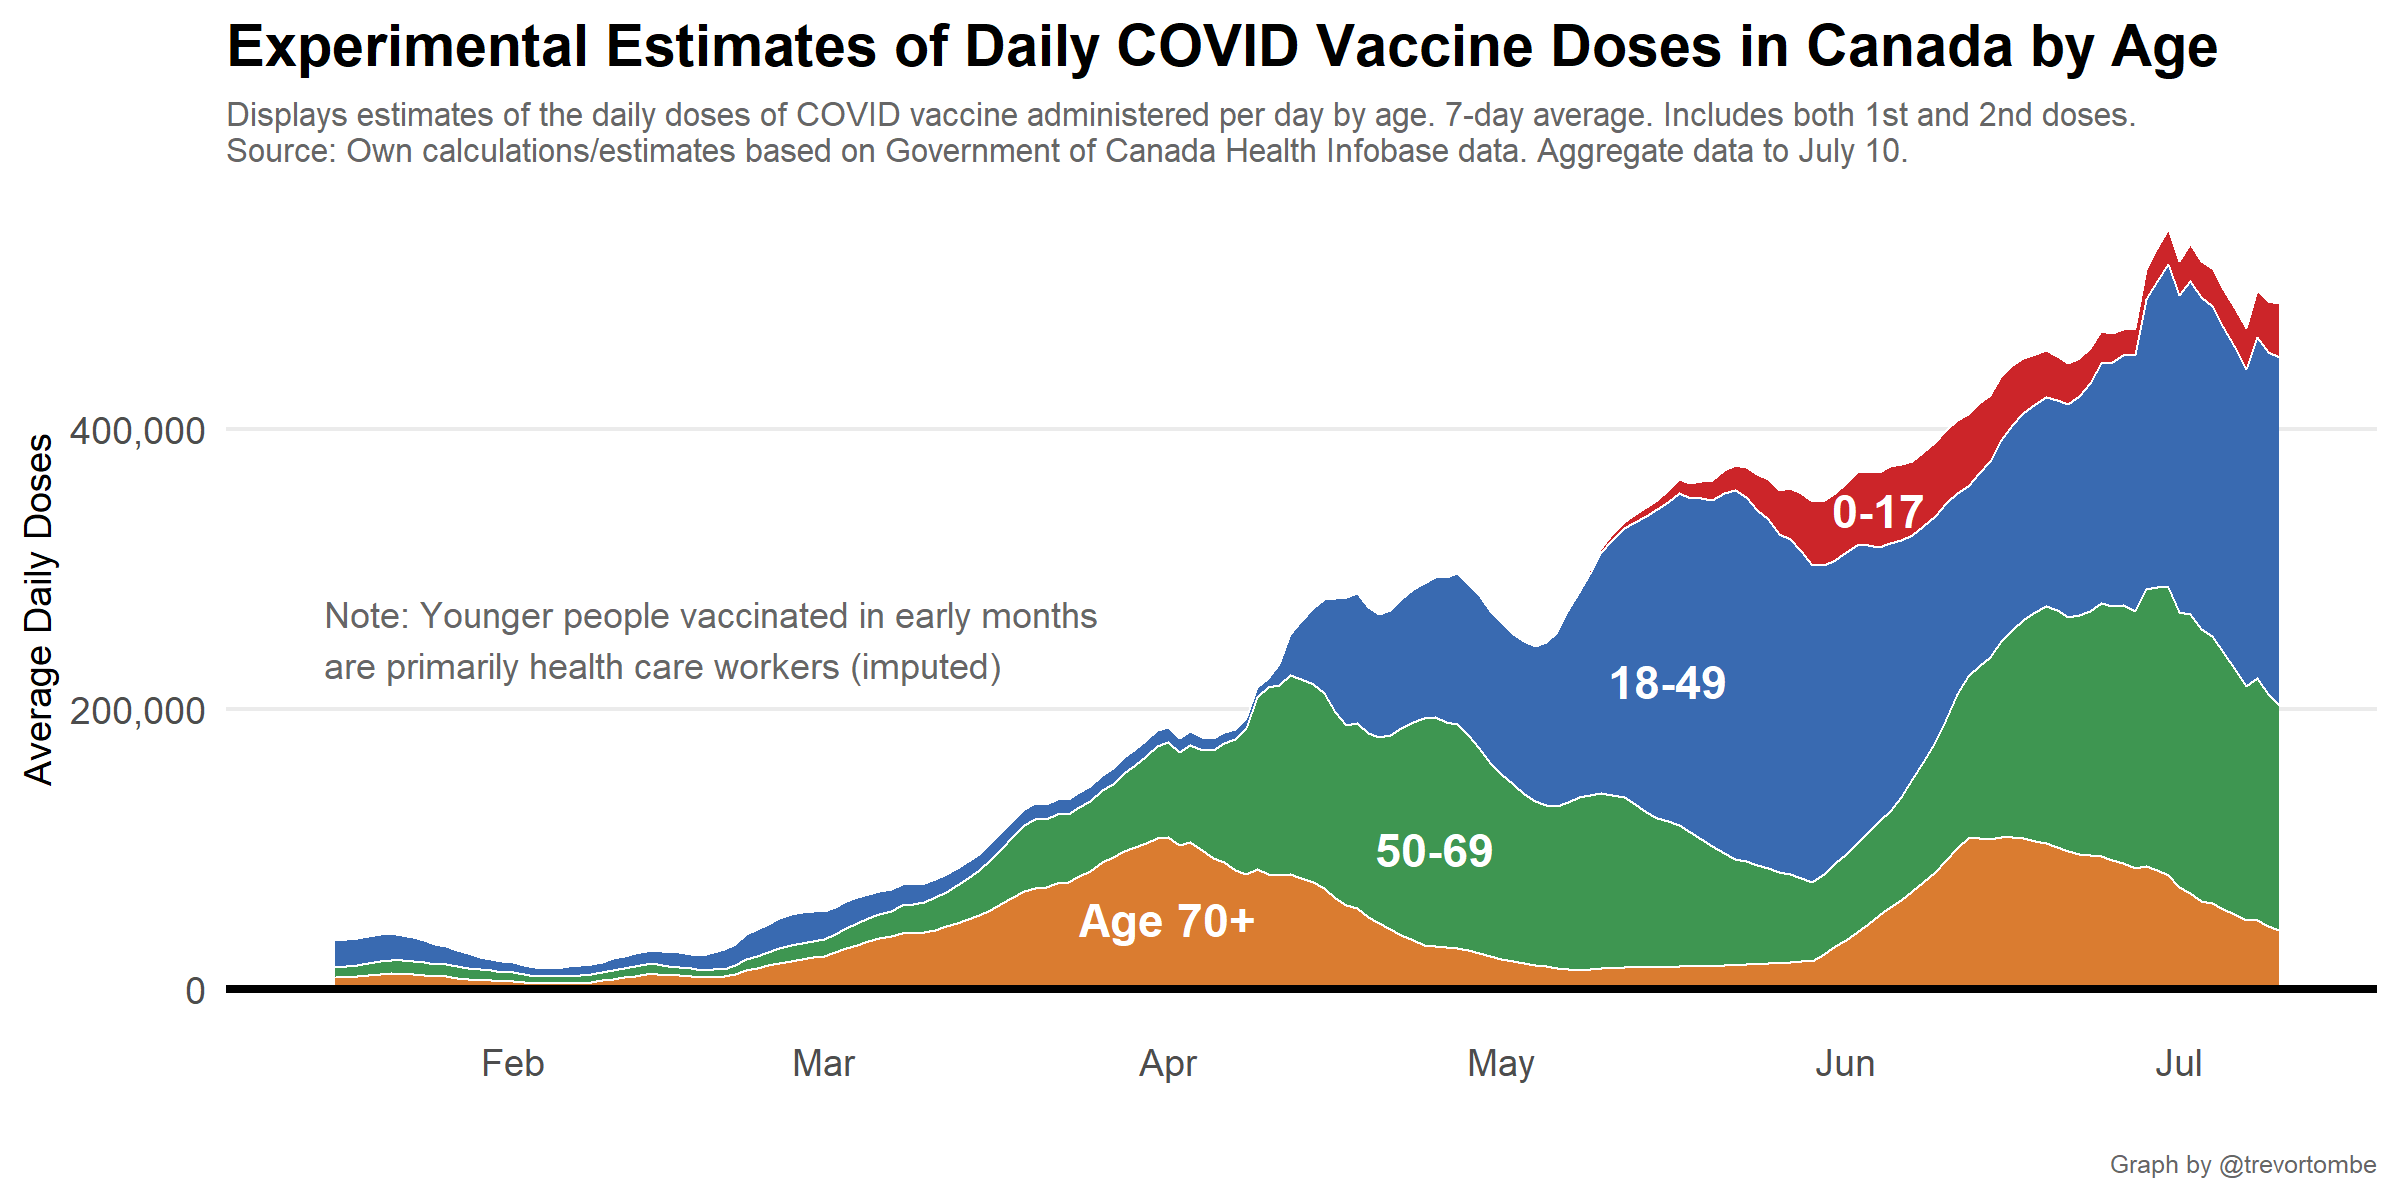 Experimental Estimates of Daily COVID Vaccine Doses in Canada by Age
Displays estimates of the daily doses of COVID vaccine administered per day by age. 7-day average. Includes both 1st and 2nd doses.
Source: Own calculations/estimates based on Government of Canada Health Infobase data. Aggregate data to July 10.
Average Daily Doses
400,000
200,000
0
Note: Younger people vaccinated in early months
are primarily health care workers (imputed)
0-17
18-49
50-69
Age 70+
Feb
Mar
Apr
May
Jun
Jul
Graph by @trevortombe